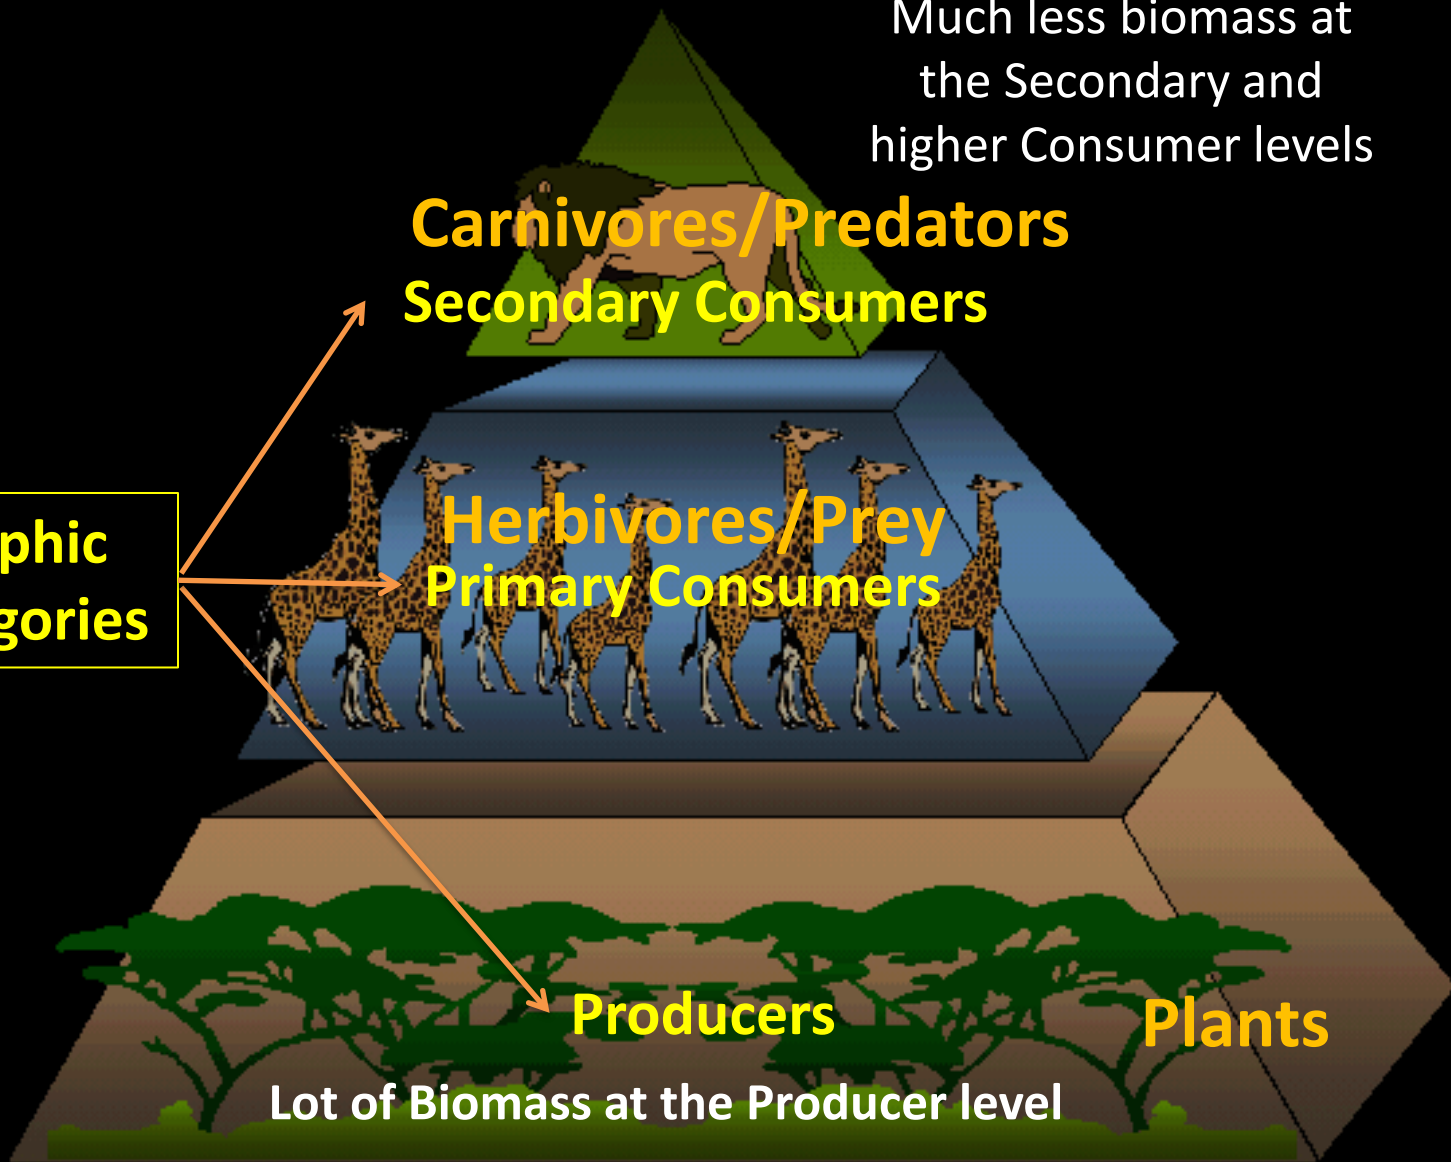 Much less biomass at
the Secondary and
higher Consumer levels
Carnivores/Predators
Secondary Consumers
Herbivores/Prey
Primary Consumers
phic
gories
Producers
Plants
Lot of Biomass at the Producer level